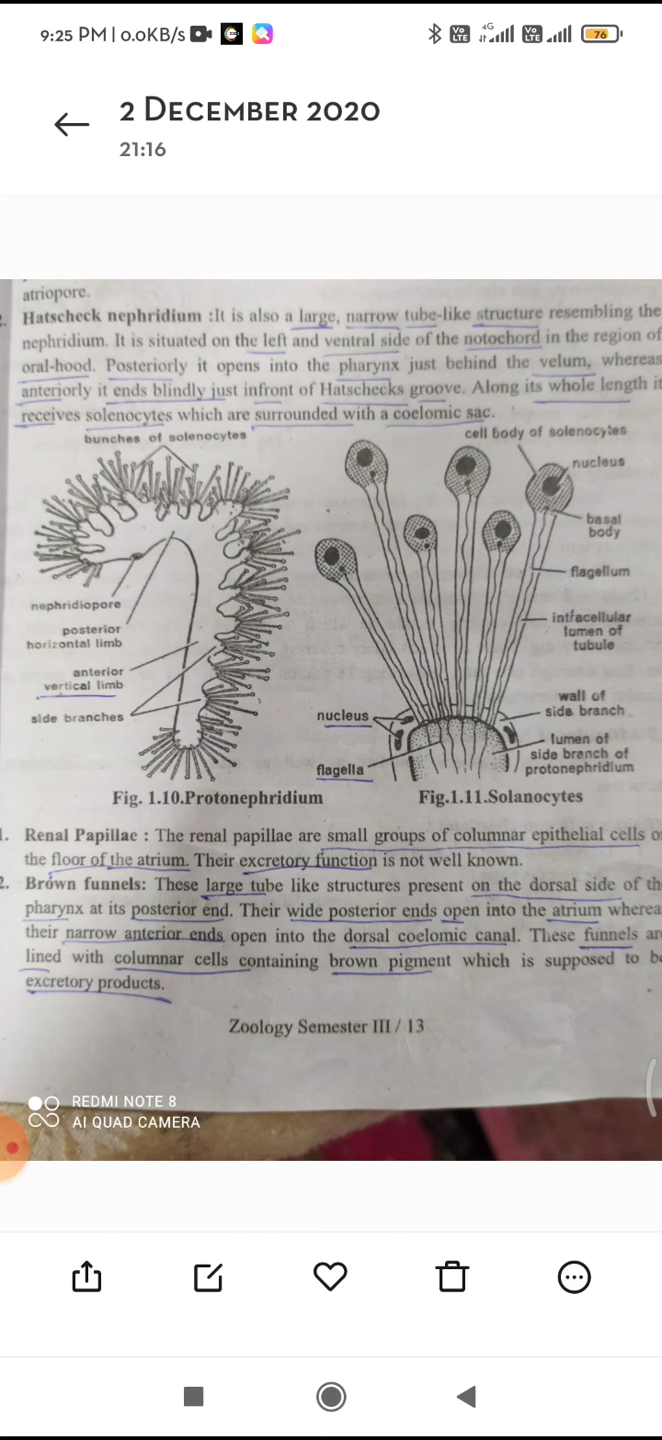 9:25 PM | 0.0KB/s
Vo LTE 4G Vo LTE 76
2 DECEMBER 2020
21:16
atriopore.
Hatscheck nephridium :It is also a large, narrow tube-like structure resembling the
nephridium. It is situated on the left and ventral side of the notochord in the region of
oral-hood. Posteriorly it opens into the pharynx just behind the velum, whereas
anteriorly it ends blindly just infront of Hatschecks groove. Along its whole length it
receives solenocytes which are surrounded with a coelomic sac.
bunches of solenocytes
nephridiopore
posterior
horizontal limb
anterior
vertical limb
side branches
cell body of solenocytes
nucleus
basal
body
flagellum
intracellular
lumen of
tubule
wall of
side branch
nucleus
lumen of
side branch of
protonephridium
flagella
Fig. 1.10.Protonephridium
Fig.1.11.Solanocytes
1. Renal Papillae : The renal papillae are small groups of columnar epithelial cells
the floor of the atrium. Their excretory function is not well known.
2. Brown funnels: These large tube like structures present on the dorsal side of
pharynx at its posterior end. Their wide posterior ends open into the atrium
their narrow anterior ends open into the dorsal coelomic canal. These funnels
lined with columnar cells containing brown pigment which is supposed to
excretory products.
Zoology Semester III / 13
REDMI NOTE 8
AI QUAD CAMERA